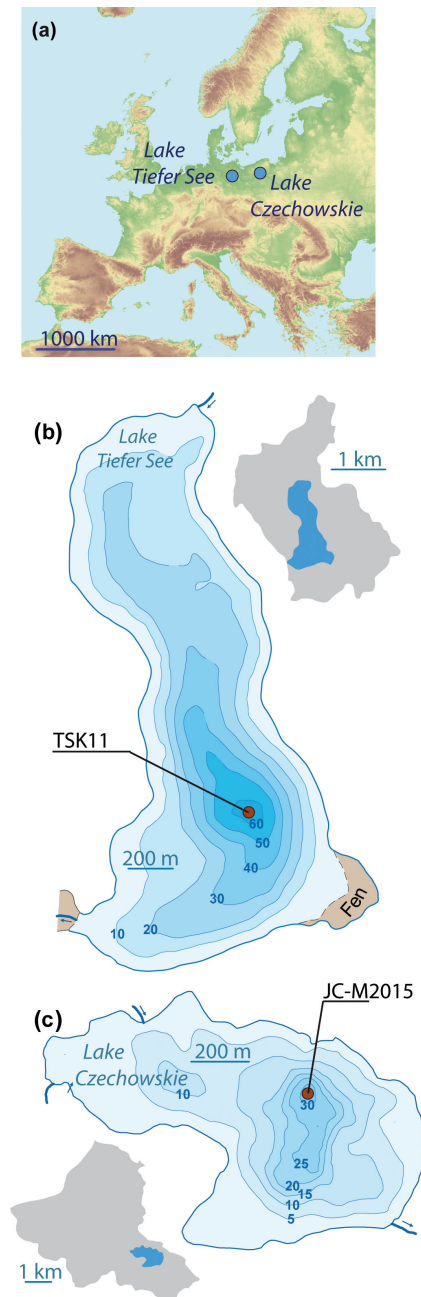 (a)
Lake
Tiefer See
Lake
Czechowskie
1000 km
(b)
Lake
Tiefer See
1 km
TSK11
60
50
200 m
40
30
Fen
20
10
JC-M2015
(c)
Lake
Czechowskie
200 m
10
30
25
20
15
10
5
1 km